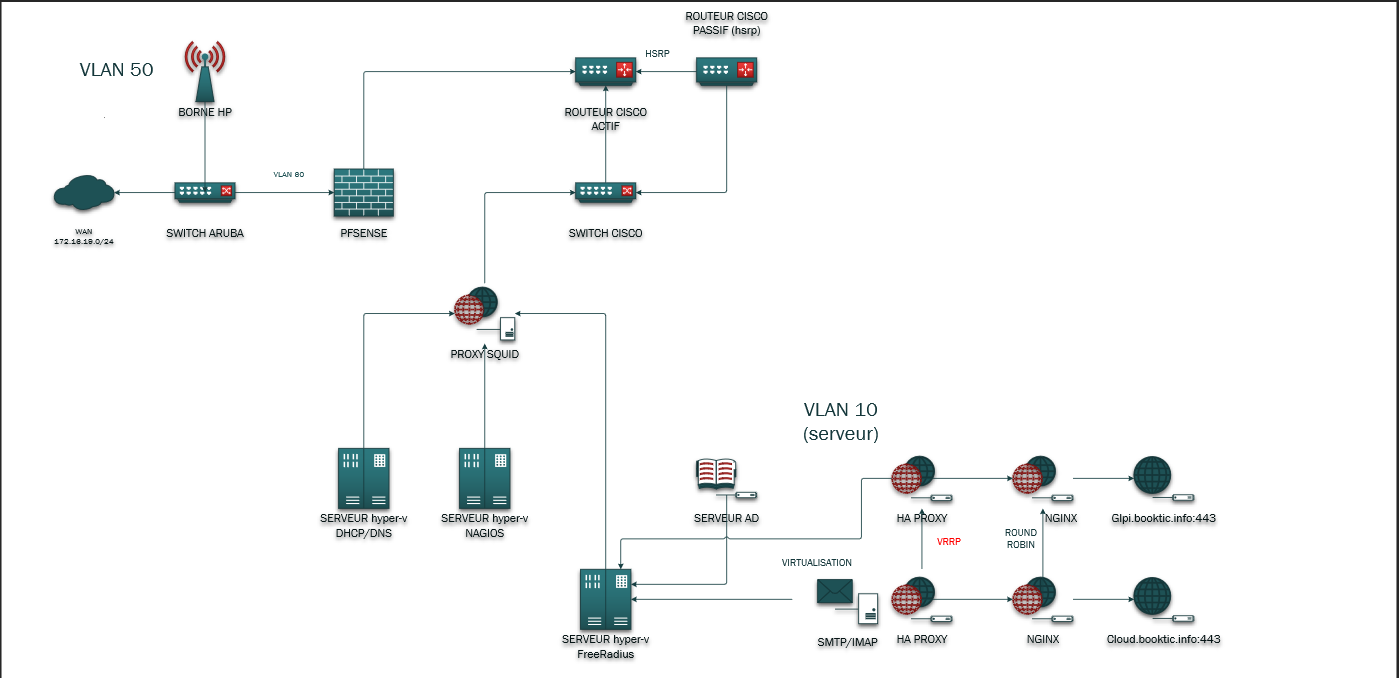 ROUTEUR CISCO
PASSIF (hsrp)
HSRP
VLAN 50
BORNE HP
ROUTEUR CISCO
ACTIF
VLAN 80
WAN
172.16.19.0/24
SWITCH ARUBA
PFSENSE
SWITCH CISCO
PROXY SQUID
VLAN 10
(serveur)
SERVEUR hyper-v
DHCP/DNS
SERVEUR hyper-v
NAGIOS
SERVEUR AD
HA PROXY
NGINX
Glpi.booktic.info:443
VRRP
ROUND
ROBIN
VIRTUALISATION
SERVEUR hyper-v
FreeRadius
SMTP/IMAP
HA PROXY
NGINX
Cloud.booktic.info:443